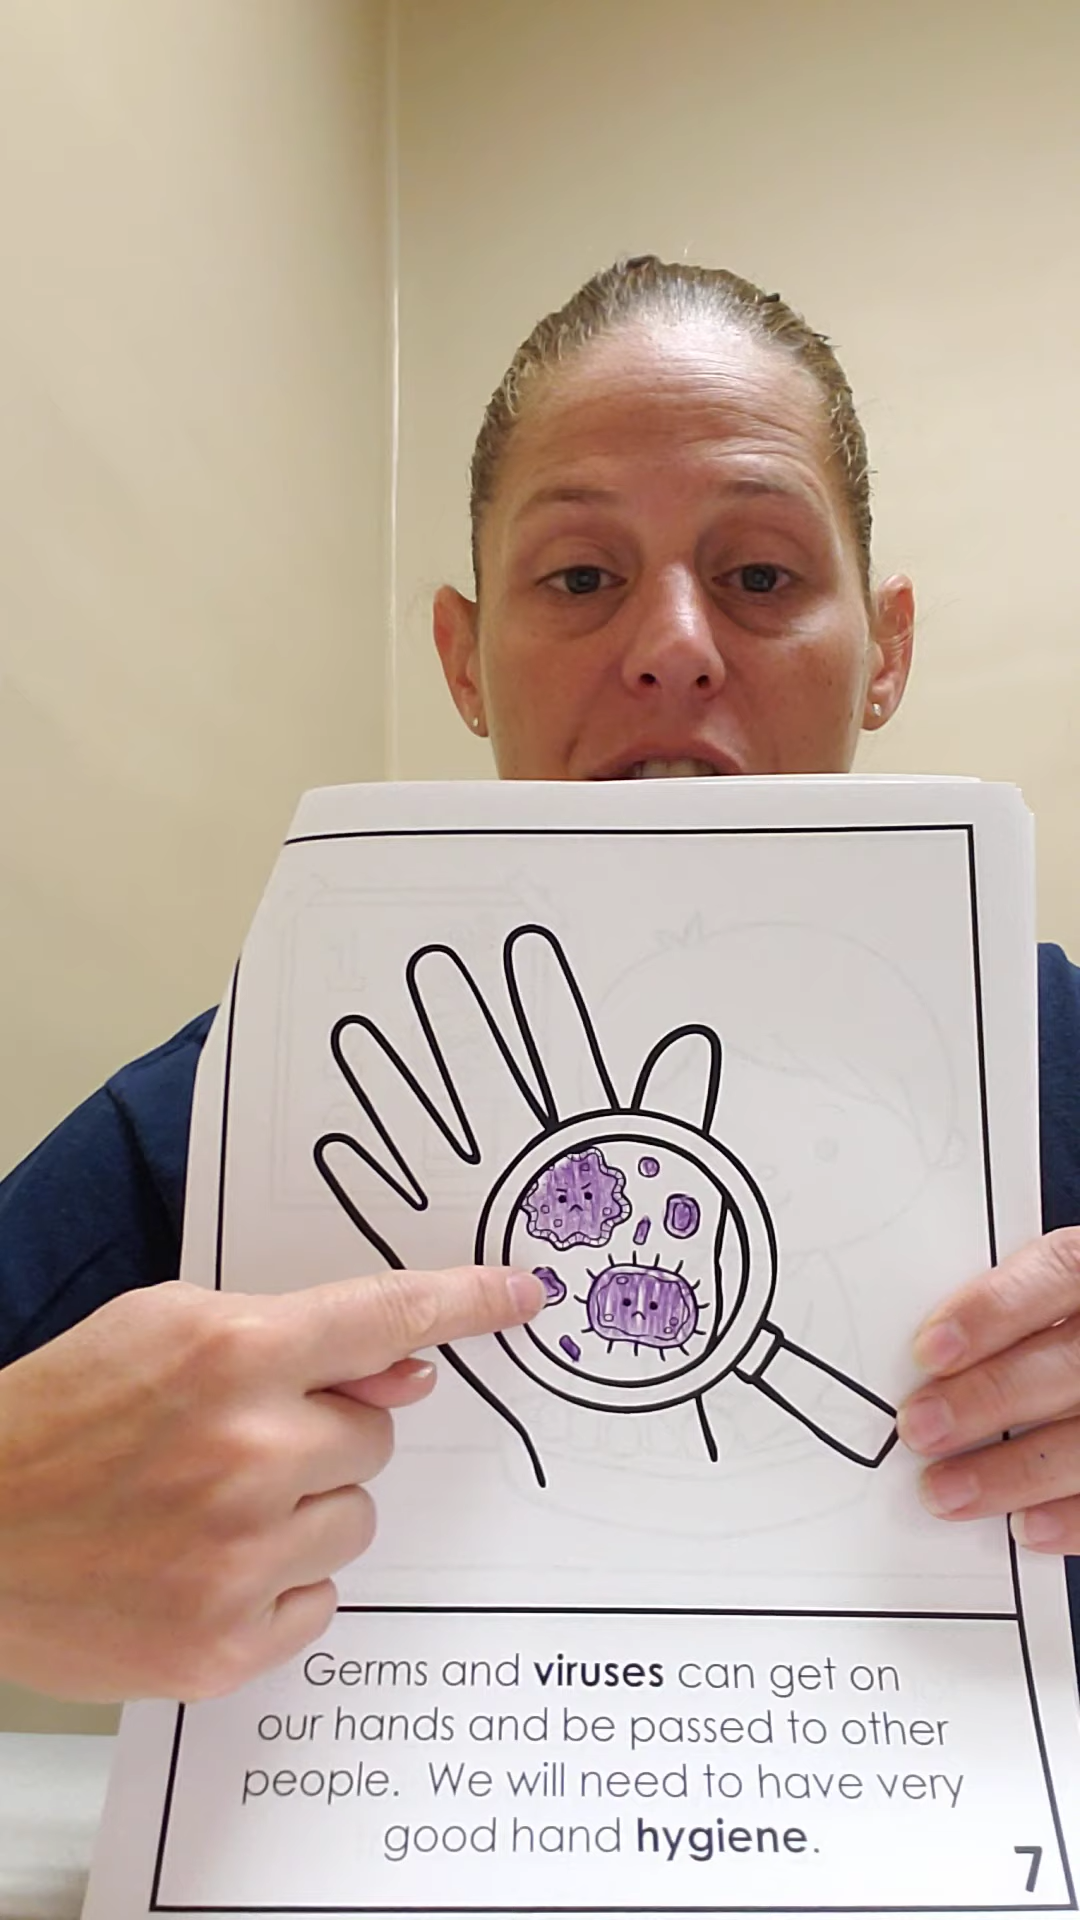 Germs and viruses can get on
our hands and be passed to other
people. We will need to have very
good hand hygiene.
7